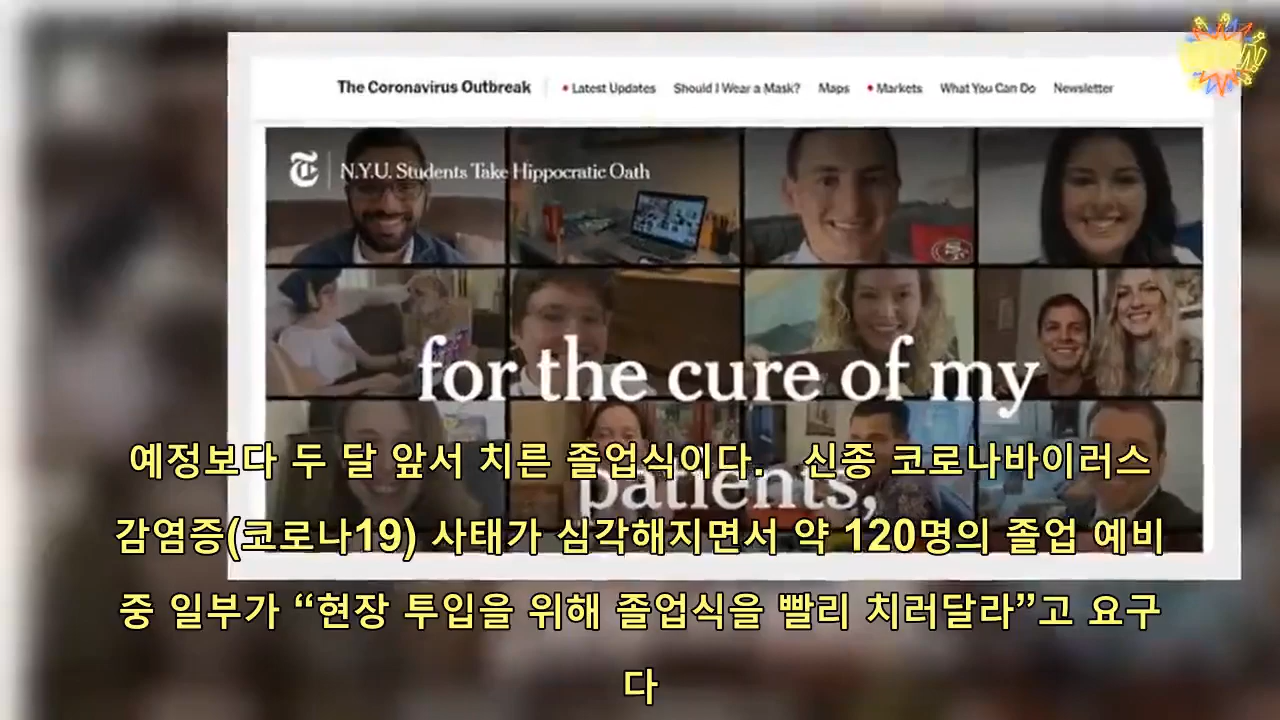 The Coronavirus Outbreak
Latest Updates
Should I Wear a Mask?
Maps
Markets
What You Can Do
Newsletter
N.Y.U. Students Take Hippocratic Oath
for the cure of my
patients,
예정보다 두 달 앞서 치른 졸업식이다. 신종 코로나바이러스
감염증(코로나19) 사태가 심각해지면서 약 120명의 졸업 예비
중 일부가 “현장 투입을 위해 졸업식을 빨리 치러달라”고 요구
다